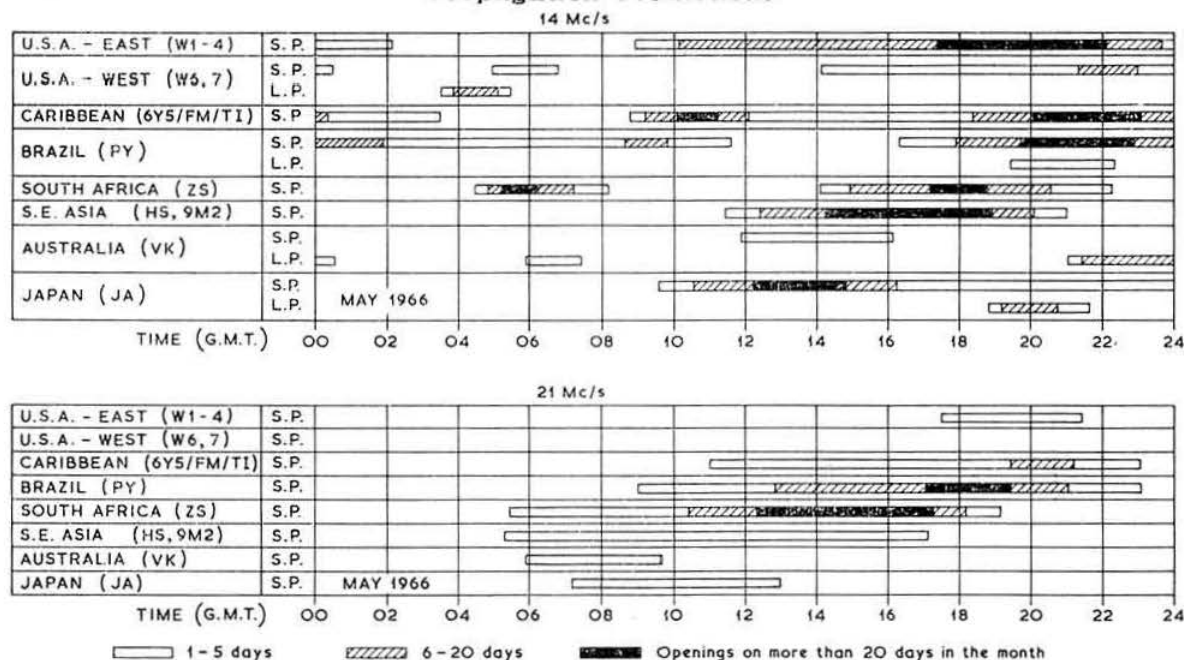 14 Mc/s
U.S.A. - EAST (W1-4) S.P.
U.S.A. - WEST (W6, 7) S.P.
L.P.
CARIBBEAN (6Y5/FM/TI) S.P
BRAZIL (PY) S.P.
L.P.
SOUTH AFRICA (ZS) S.P.
S.E. ASIA (HS, 9M2) S.P.
AUSTRALIA (VK) S.P.
L.P.
JAPAN (JA) S.P.
L.P. MAY 1966
TIME (G.M.T.) 00 02 04 06 08 10 12 14 16 18 20 22 24
21 Mc/s
U.S.A. - EAST (W1-4) S.P.
U.S.A. - WEST (W6, 7) S.P.
CARIBBEAN (6Y5/FM/TI) S.P.
BRAZIL (PY) S.P.
SOUTH AFRICA (ZS) S.P.
S.E. ASIA (HS, 9M2) S.P.
AUSTRALIA (VK) S.P.
JAPAN (JA) S.P. MAY 1966
TIME (G.M.T.) 00 02 04 06 08 10 12 14 16 18 20 22 24
1-5 days 6-20 days Openings on more than 20 days in the month